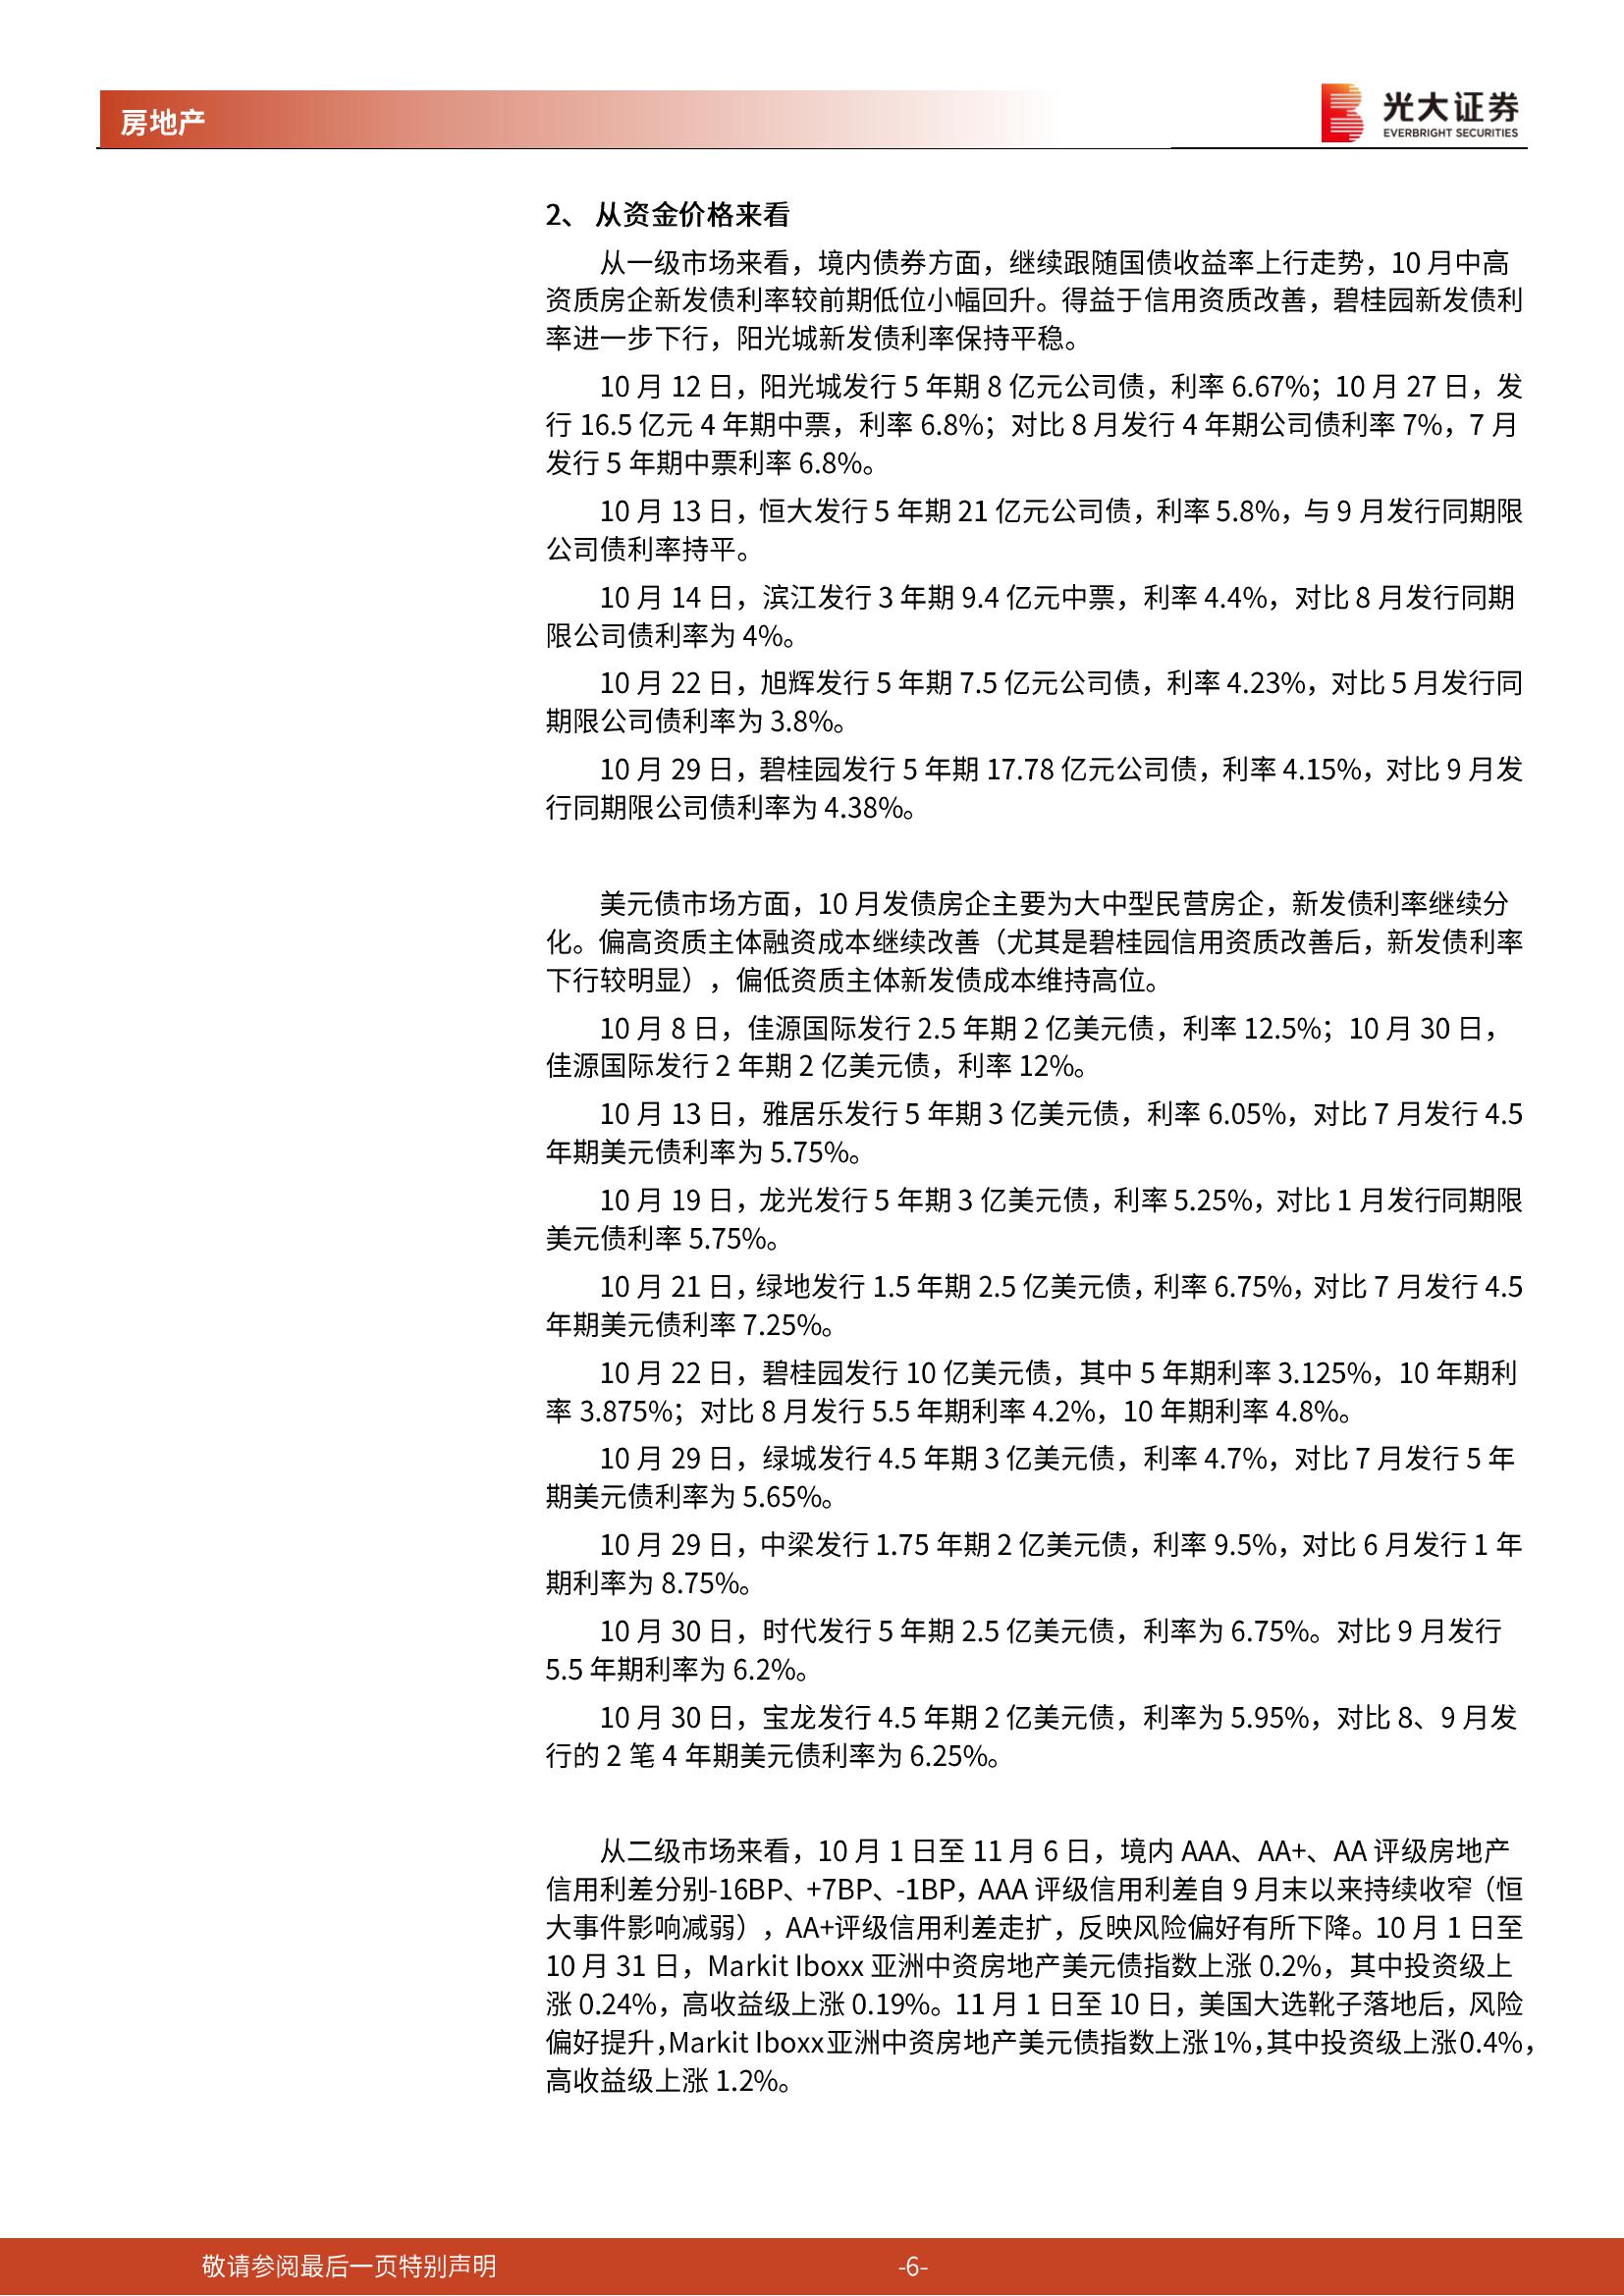 房地产
光大证券
EVERBRIGHT SECURITIES
2、 从资金价格来看
从一级市场来看，境内债券方面，继续跟随国债收益率上行走势，10 月中高
资质房企新发债利率较前期低位小幅回升。得益于信用资质改善，碧桂园新发债利
率进一步下行，阳光城新发债利率保持平稳。
10 月 12 日，阳光城发行 5 年期 8 亿元公司债，利率 6.67%；10 月 27 日，发
行 16.5 亿元 4 年期中票，利率 6.8%；对比 8 月发行 4 年期公司债利率 7%，7 月
发行 5 年期中票利率 6.8%。
10 月 13 日，恒大发行 5 年期 21 亿元公司债，利率 5.8%，与 9 月发行同期限
公司债利率持平。
10 月 14 日，滨江发行 3 年期 9.4 亿元中票，利率 4.4%，对比 8 月发行同期
限公司债利率为 4%。
10 月 22 日，旭辉发行 5 年期 7.5 亿元公司债，利率 4.23%，对比 5 月发行同
期限公司债利率为 3.8%。
10 月 29 日，碧桂园发行 5 年期 17.78 亿元公司债，利率 4.15%，对比 9 月发
行同期限公司债利率为 4.38%。
美元债市场方面，10 月发债房企主要为大中型民营房企，新发债利率继续分
化。偏高资质主体融资成本继续改善（尤其是碧桂园信用资质改善后，新发债利率
下行较明显），偏低资质主体新发债成本维持高位。
10 月 8 日，佳源国际发行 2.5 年期 2 亿美元债，利率 12.5%；10 月 30 日，
佳源国际发行 2 年期 2 亿美元债，利率 12%。
10 月 13 日，雅居乐发行 5 年期 3 亿美元债，利率 6.05%，对比 7 月发行 4.5
年期美元债利率为 5.75%。
10 月 19 日，龙光发行 5 年期 3 亿美元债，利率 5.25%，对比 1 月发行同期限
美元债利率 5.75%。
10 月 21 日，绿地发行 1.5 年期 2.5 亿美元债，利率 6.75%，对比 7 月发行 4.5
年期美元债利率 7.25%。
10 月 22 日，碧桂园发行 10 亿美元债，其中 5 年期利率 3.125%，10 年期利
率 3.875%；对比 8 月发行 5.5 年期利率 4.2%，10 年期利率 4.8%。
10 月 29 日，绿城发行 4.5 年期 3 亿美元债，利率 4.7%，对比 7 月发行 5 年
期美元债利率为 5.65%。
10 月 29 日，中梁发行 1.75 年期 2 亿美元债，利率 9.5%，对比 6 月发行 1 年
期利率为 8.75%。
10 月 30 日，时代发行 5 年期 2.5 亿美元债，利率为 6.75%。对比 9 月发行
5.5 年期利率为 6.2%。
10 月 30 日，宝龙发行 4.5 年期 2 亿美元债，利率为 5.95%，对比 8、9 月发
行的 2 笔 4 年期美元债利率为 6.25%。
从二级市场来看，10 月 1 日至 11 月 6 日，境内 AAA、AA+、AA 评级房地产
信用利差分别-16BP、+7BP、-1BP，AAA 评级信用利差自 9 月末以来持续收窄（恒
大事件影响减弱），AA+评级信用利差走扩，反映风险偏好有所下降。10 月 1 日至
10 月 31 日，Markit Iboxx 亚洲中资房地产美元债指数上涨 0.2%，其中投资级上
涨 0.24%，高收益级上涨 0.19%。11 月 1 日至 10 日，美国大选靴子落地后，风险
偏好提升，Markit Iboxx亚洲中资房地产美元债指数上涨1%，其中投资级上涨0.4%，
高收益级上涨 1.2%。
敬请参阅最后一页特别声明
-6-